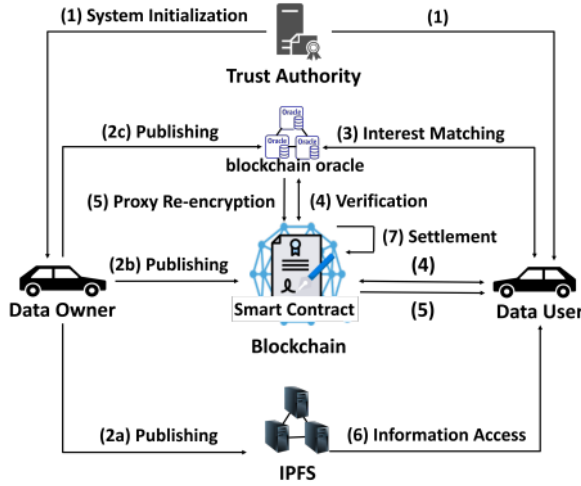 (1) System Initialization
(1)
Trust Authority
Oracle
Oracle
Oracle
(2c) Publishing
(3) Interest Matching
blockchain oracle
(5) Proxy Re-encryption
(4) Verification
(7) Settlement
(2b) Publishing
(4)
Data Owner
Smart Contract
(5)
Data User
Blockchain
(2a) Publishing
(6) Information Access
IPFS